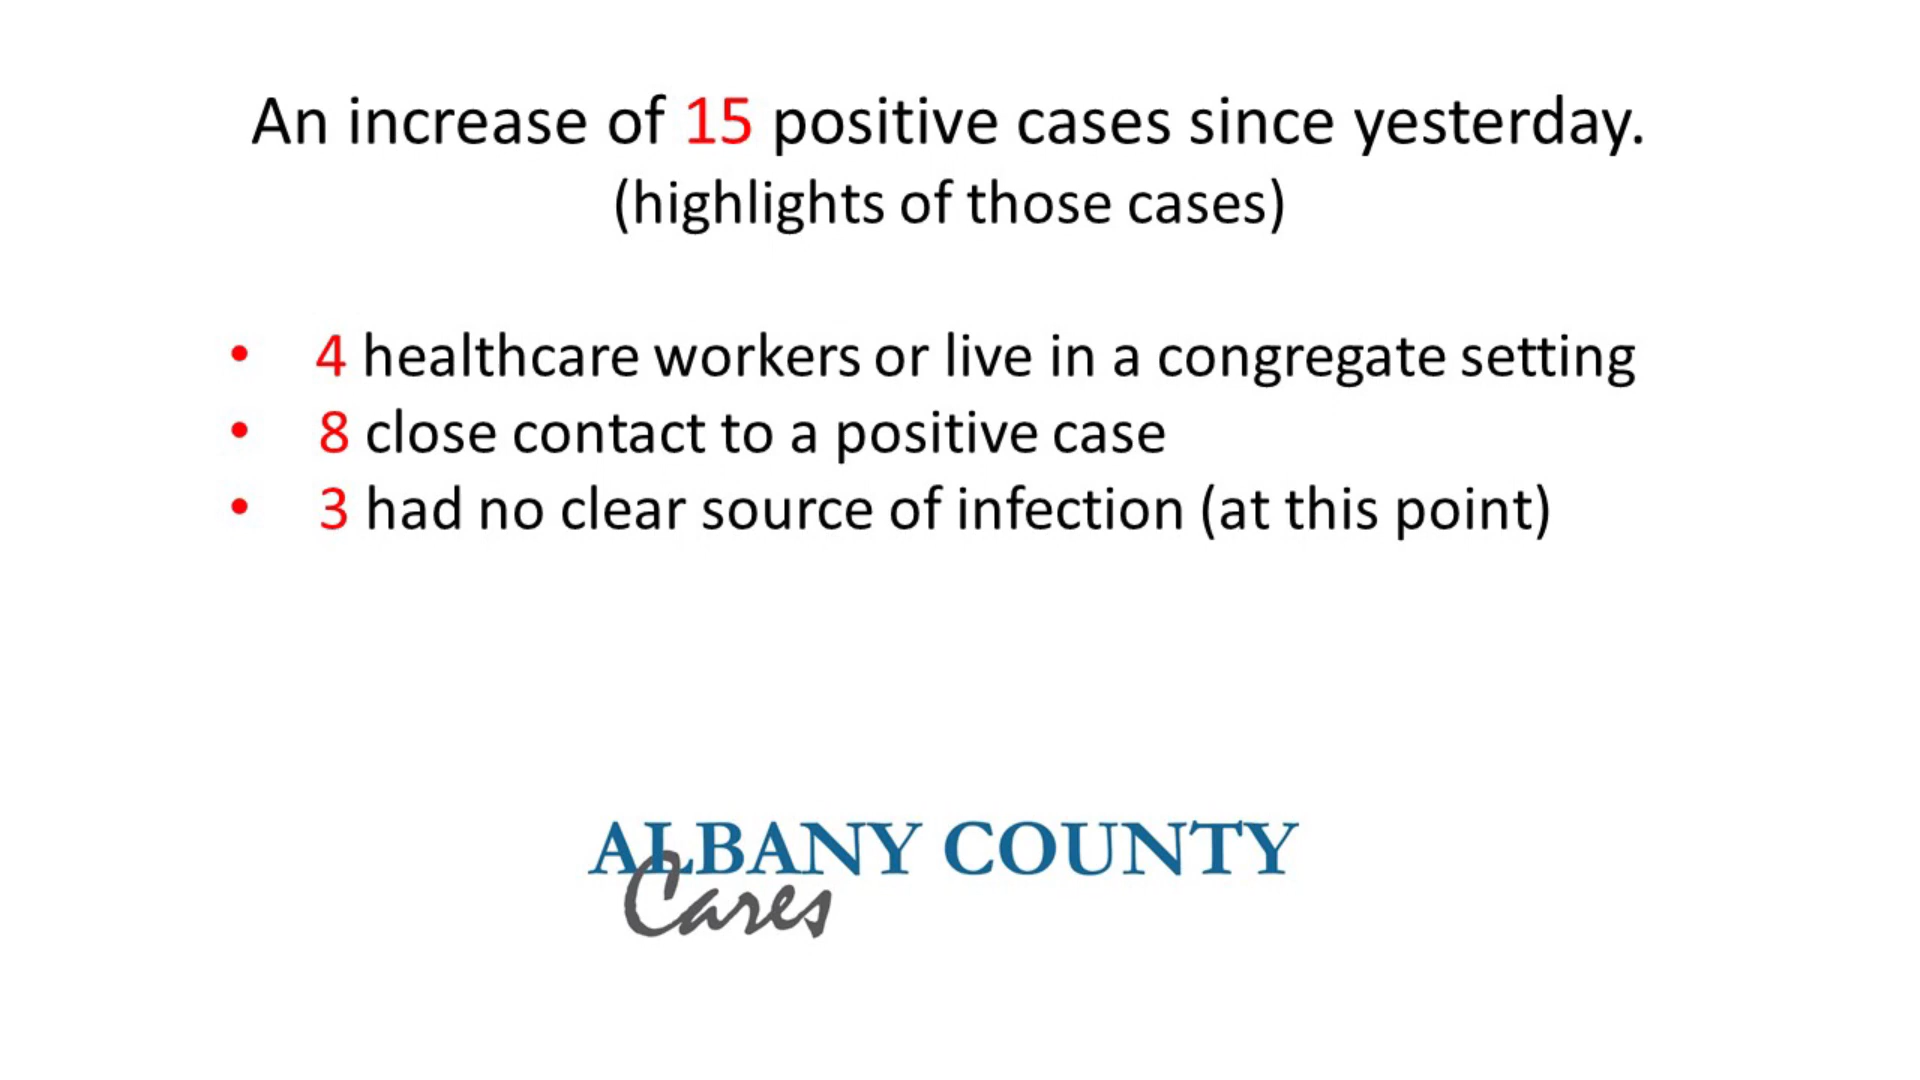 An increase of 15 positive cases since yesterday.
(highlights of those cases)
• 4 healthcare workers or live in a congregate setting
• 8 close contact to a positive case
• 3 had no clear source of infection (at this point)
ALBANY COUNTY
Cares